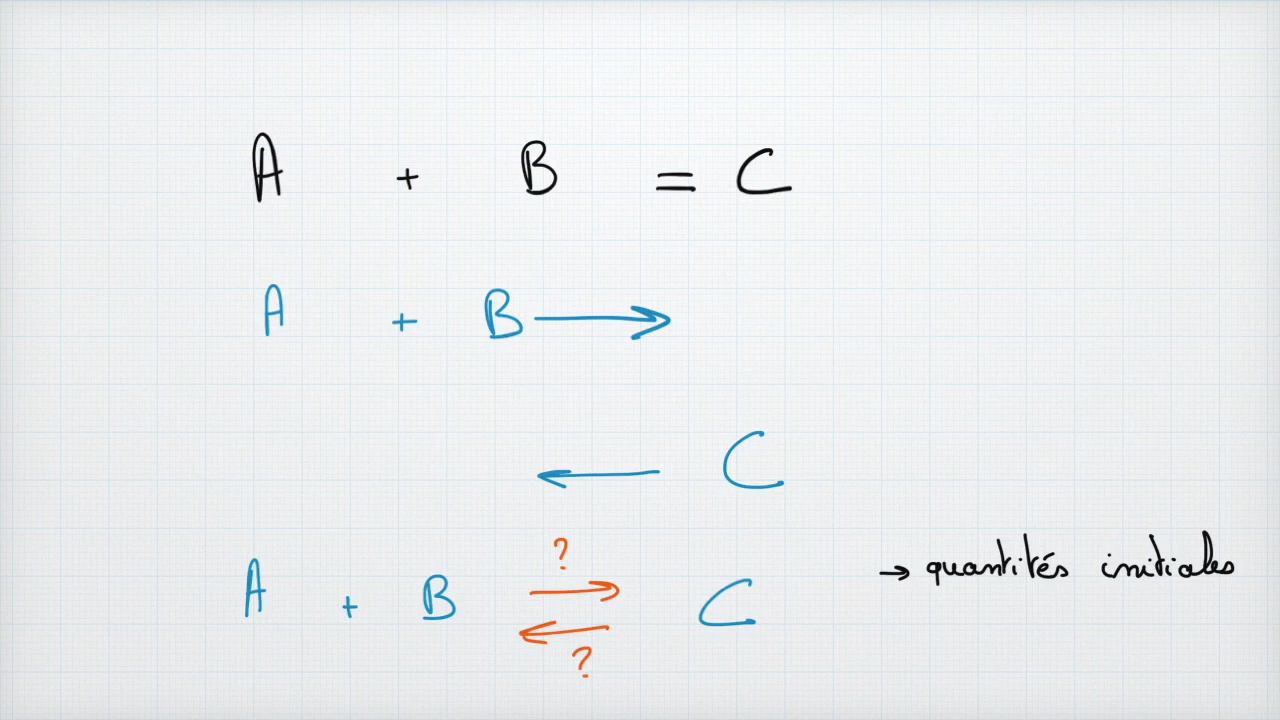 A + B = C
A + B →
← C
?
A + B ⇄ C → quantités initiales
?